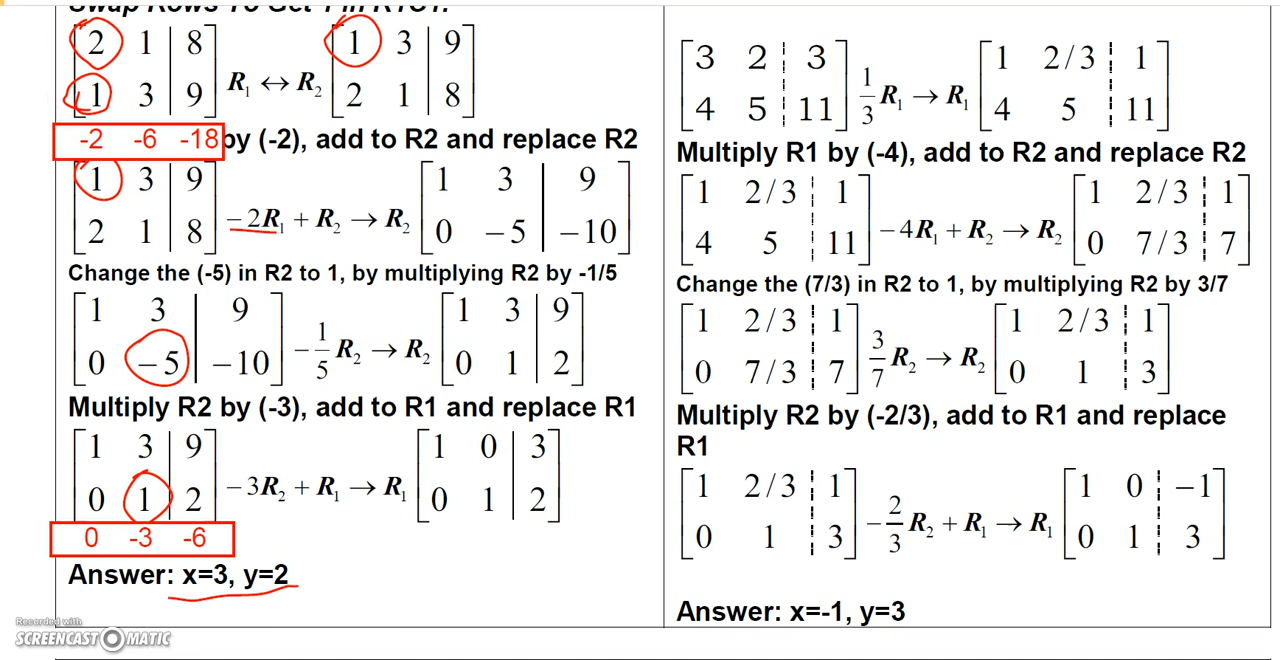 Swap Rows To Get 1 in R1C1.
2 1 | 8
1 3 | 9
R₁ ↔ R₂
1 3 | 9
2 1 | 8
-2 -6 -18 by (-2), add to R2 and replace R2
1 3 | 9
2 1 | 8
−2R₁ + R₂ → R₂
1 3 | 9
0 −5 | −10
Change the (-5) in R2 to 1, by multiplying R2 by -1/5
1 3 | 9
0 −5 | −10
−1/5 R₂ → R₂
1 3 | 9
0 1 | 2
Multiply R2 by (-3), add to R1 and replace R1
1 3 | 9
0 1 | 2
−3R₂ + R₁ → R₁
1 0 | 3
0 1 | 2
0 -3 -6
Answer: x=3, y=2
Recorded with
SCREENCAST-O-MATIC
3 2 | 3
4 5 | 11
1/3 R₁ → R₁
1 2/3 | 1
4 5 | 11
Multiply R1 by (-4), add to R2 and replace R2
1 2/3 | 1
4 5 | 11
−4R₁ + R₂ → R₂
1 2/3 | 1
0 7/3 | 7
Change the (7/3) in R2 to 1, by multiplying R2 by 3/7
1 2/3 | 1
0 7/3 | 7
3/7 R₂ → R₂
1 2/3 | 1
0 1 | 3
Multiply R2 by (-2/3), add to R1 and replace
R1
1 2/3 | 1
0 1 | 3
−2/3 R₂ + R₁ → R₁
1 0 | −1
0 1 | 3
Answer: x=-1, y=3